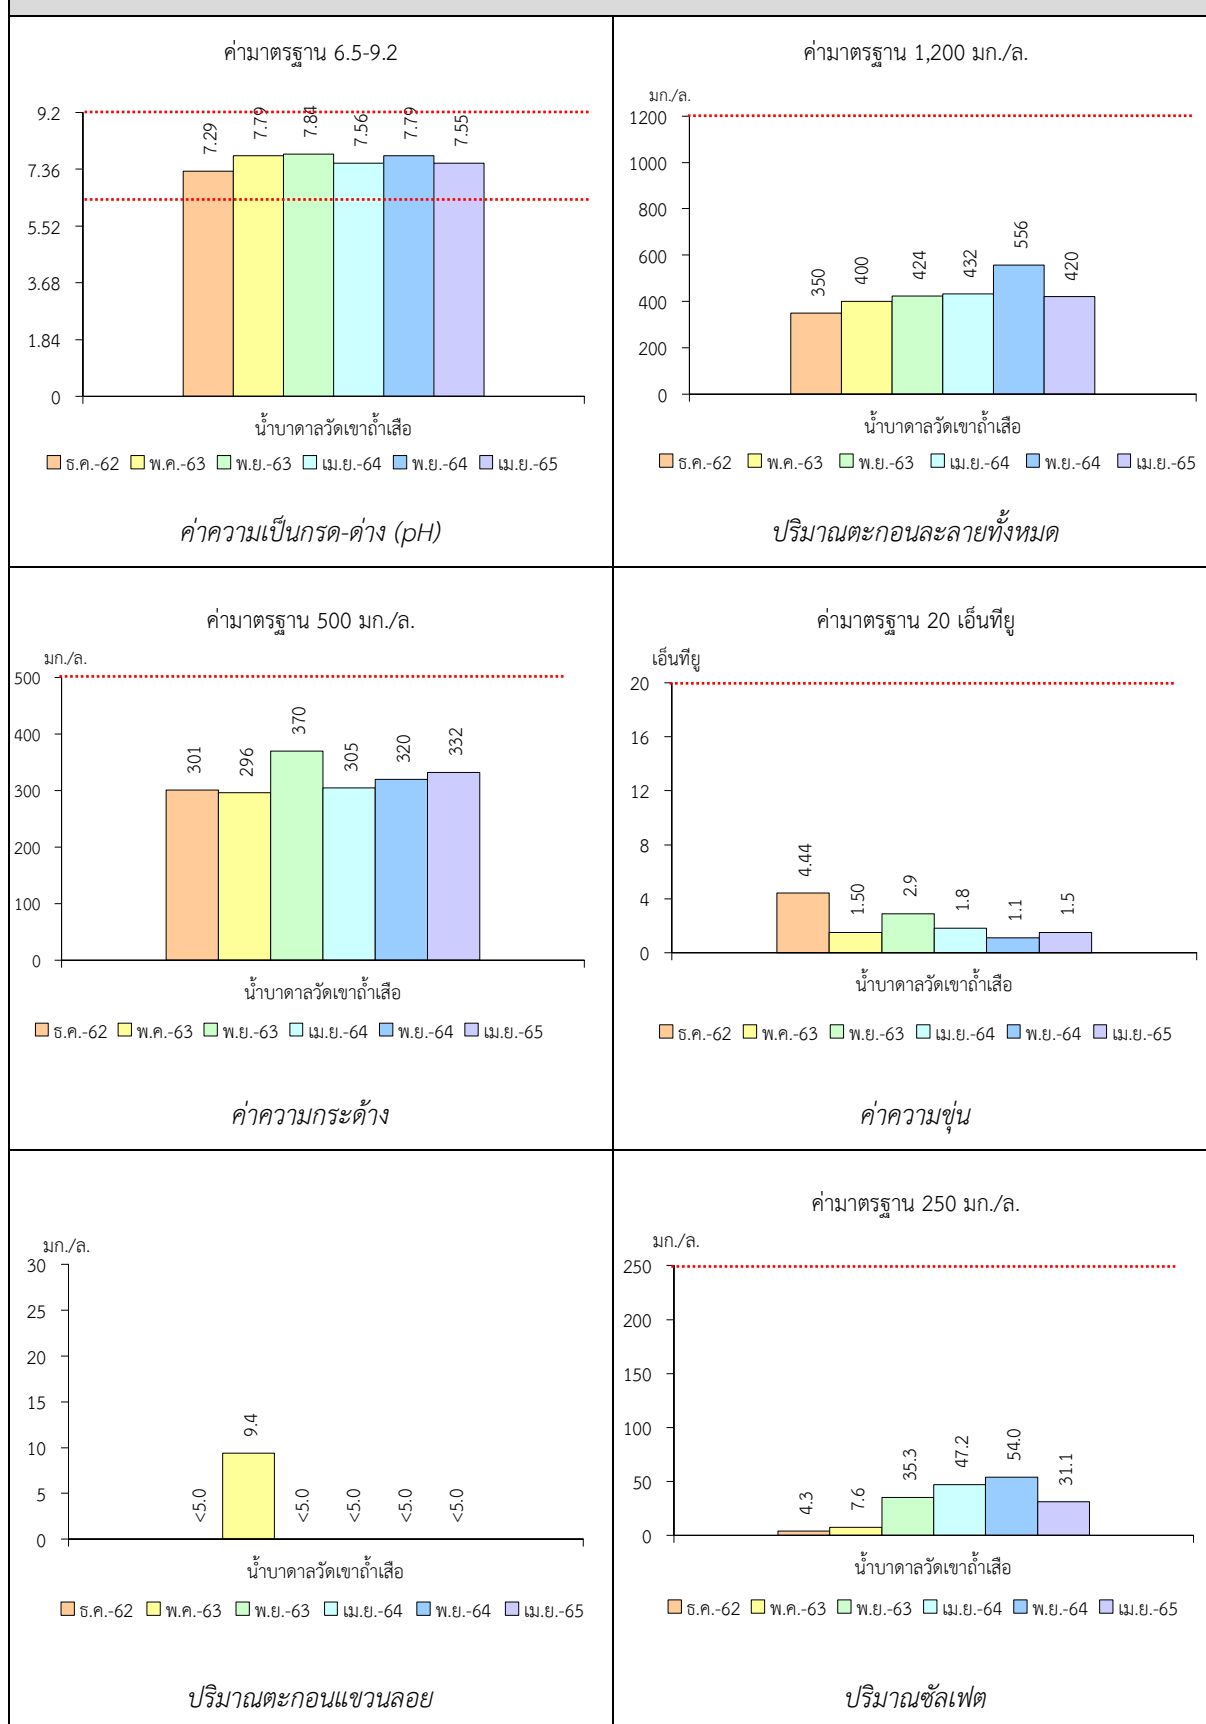 ค่ามาตรฐาน 6.5-9.2
9.2
7.36
5.52
3.68
1.84
0
7.29
7.79
7.84
7.56
7.79
7.55
น้ำบาดาลวัดเขาถ้ำเสือ
ธ.ค.-62 พ.ค.-63 พ.ย.-63 เม.ย.-64 พ.ย.-64 เม.ย.-65
ค่าความเป็นกรด-ด่าง (pH)
ค่ามาตรฐาน 1,200 มก./ล.
มก./ล.
1200
1000
800
600
400
200
0
350
400
424
432
556
420
น้ำบาดาลวัดเขาถ้ำเสือ
ธ.ค.-62 พ.ค.-63 พ.ย.-63 เม.ย.-64 พ.ย.-64 เม.ย.-65
ปริมาณตะกอนละลายทั้งหมด
ค่ามาตรฐาน 500 มก./ล.
มก./ล.
500
400
300
200
100
0
301
296
370
305
320
332
น้ำบาดาลวัดเขาถ้ำเสือ
ธ.ค.-62 พ.ค.-63 พ.ย.-63 เม.ย.-64 พ.ย.-64 เม.ย.-65
ค่าความกระด้าง
ค่ามาตรฐาน 20 เอ็นทียู
เอ็นทียู
20
16
12
8
4
0
4.44
1.50
2.9
1.8
1.1
1.5
น้ำบาดาลวัดเขาถ้ำเสือ
ธ.ค.-62 พ.ค.-63 พ.ย.-63 เม.ย.-64 พ.ย.-64 เม.ย.-65
ค่าความขุ่น
มก./ล.
30
25
20
15
10
5
0
<5.0
9.4
<5.0
<5.0
<5.0
<5.0
น้ำบาดาลวัดเขาถ้ำเสือ
ธ.ค.-62 พ.ค.-63 พ.ย.-63 เม.ย.-64 พ.ย.-64 เม.ย.-65
ปริมาณตะกอนแขวนลอย
ค่ามาตรฐาน 250 มก./ล.
มก./ล.
250
200
150
100
50
0
4.3
7.6
35.3
47.2
54.0
31.1
น้ำบาดาลวัดเขาถ้ำเสือ
ธ.ค.-62 พ.ค.-63 พ.ย.-63 เม.ย.-64 พ.ย.-64 เม.ย.-65
ปริมาณซัลเฟต